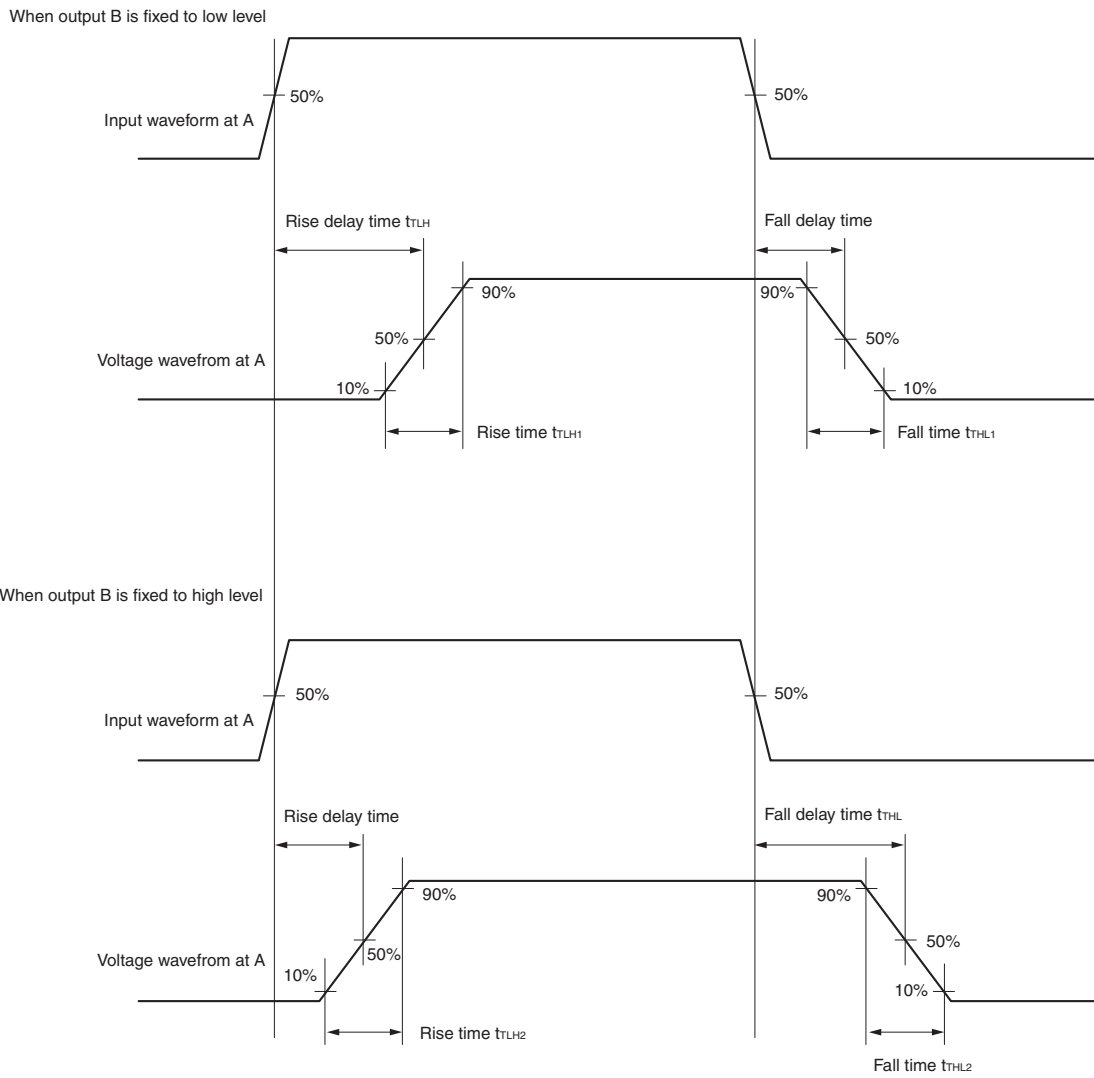 When output B is fixed to low level
50%
50%
Input waveform at A
Rise delay time tTLH
Fall delay time
90%
90%
50%
50%
Voltage wavefrom at A
10%
10%
Rise time tTLH1
Fall time tTHL1
When output B is fixed to high level
50%
50%
Input waveform at A
Rise delay time
Fall delay time tTHL
90%
90%
50%
50%
Voltage wavefrom at A
10%
10%
Rise time tTLH2
Fall time tTHL2